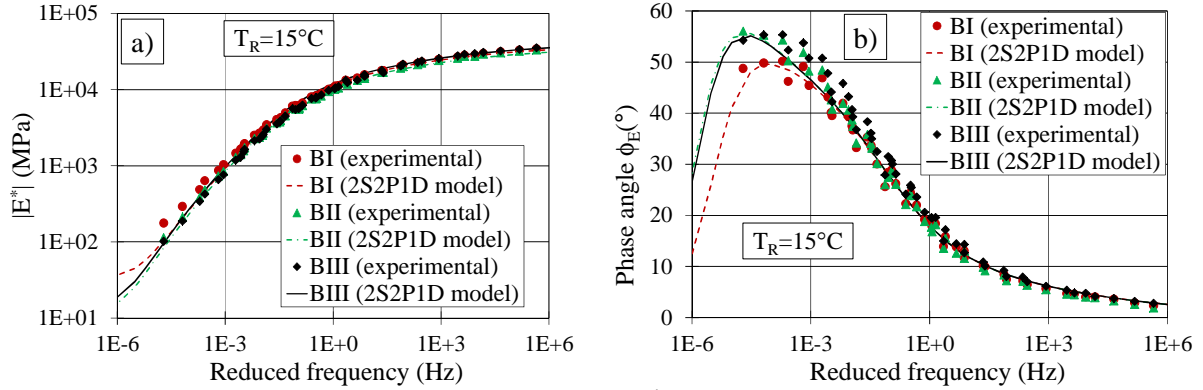 1E+05
1E+04
1E+03
1E+02
1E+01
|E*| (MPa)
a)
T_R=15°C
BI (experimental)
BI (2S2P1D model)
BII (experimental)
BII (2S2P1D model)
BIII (experimental)
BIII (2S2P1D model)
1E-6 1E-3 1E+0 1E+3 1E+6
Reduced frequency (Hz)
60
50
40
30
20
10
0
Phase angle ϕ_E(°)
b)
BI (experimental)
BI (2S2P1D model)
BII (experimental)
BII (2S2P1D model)
BIII (experimental)
BIII (2S2P1D model)
T_R=15°C
1E-6 1E-3 1E+0 1E+3 1E+6
Reduced frequency (Hz)